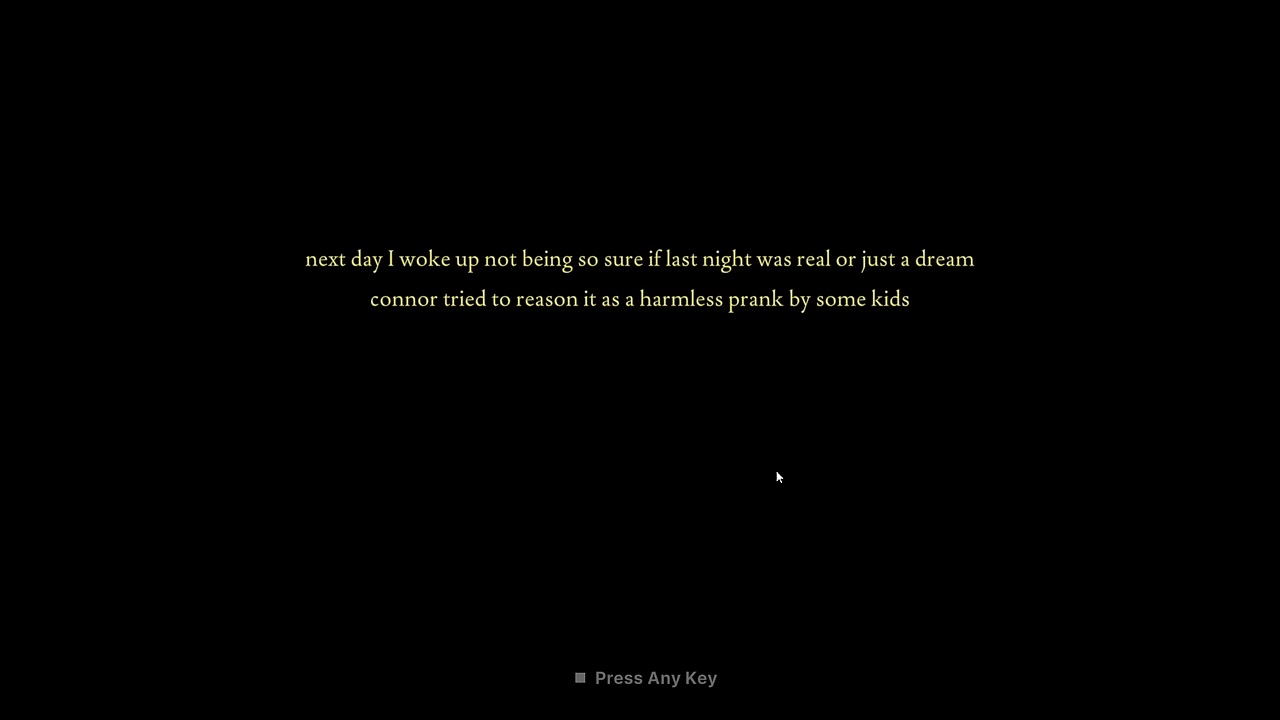 next day I woke up not being so sure if last night was real or just a dream
connor tried to reason it as a harmless prank by some kids
Press Any Key